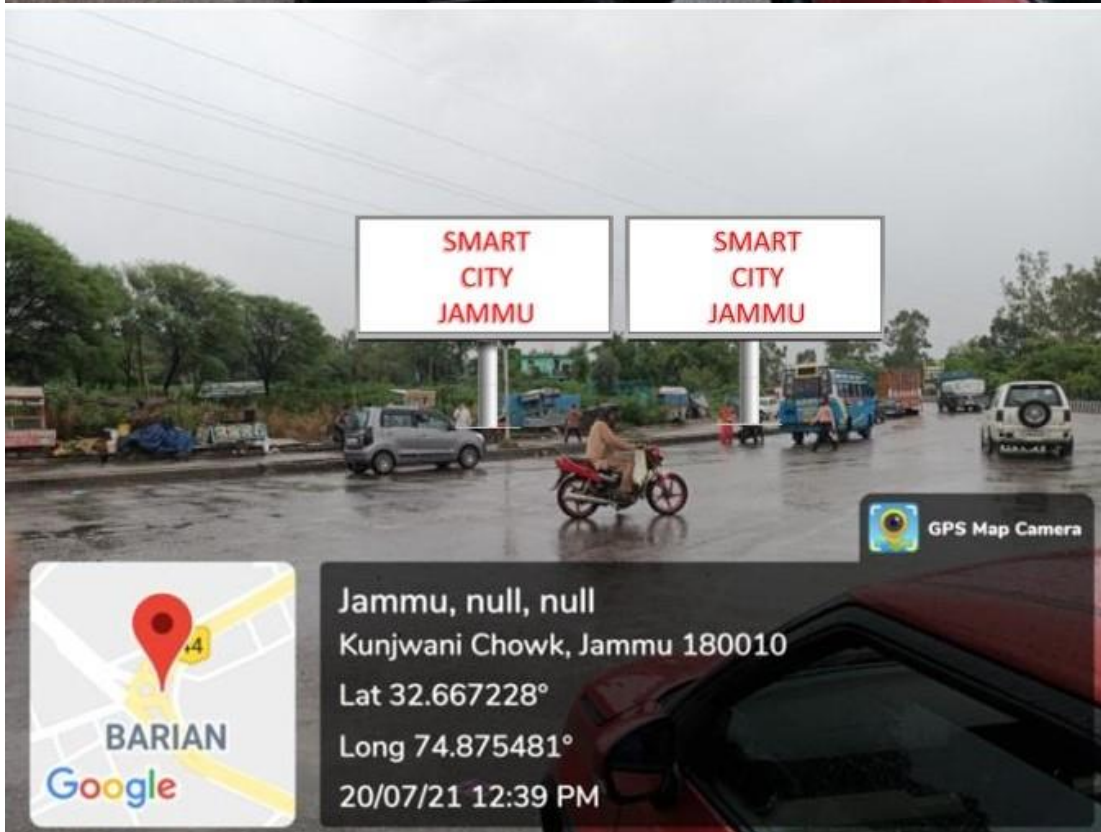 SMART
CITY
JAMMU
SMART
CITY
JAMMU
GPS Map Camera
Jammu, null, null
Kunjwani Chowk, Jammu 180010
Lat 32.667228°
Long 74.875481°
20/07/21 12:39 PM
44
BARIAN
Google